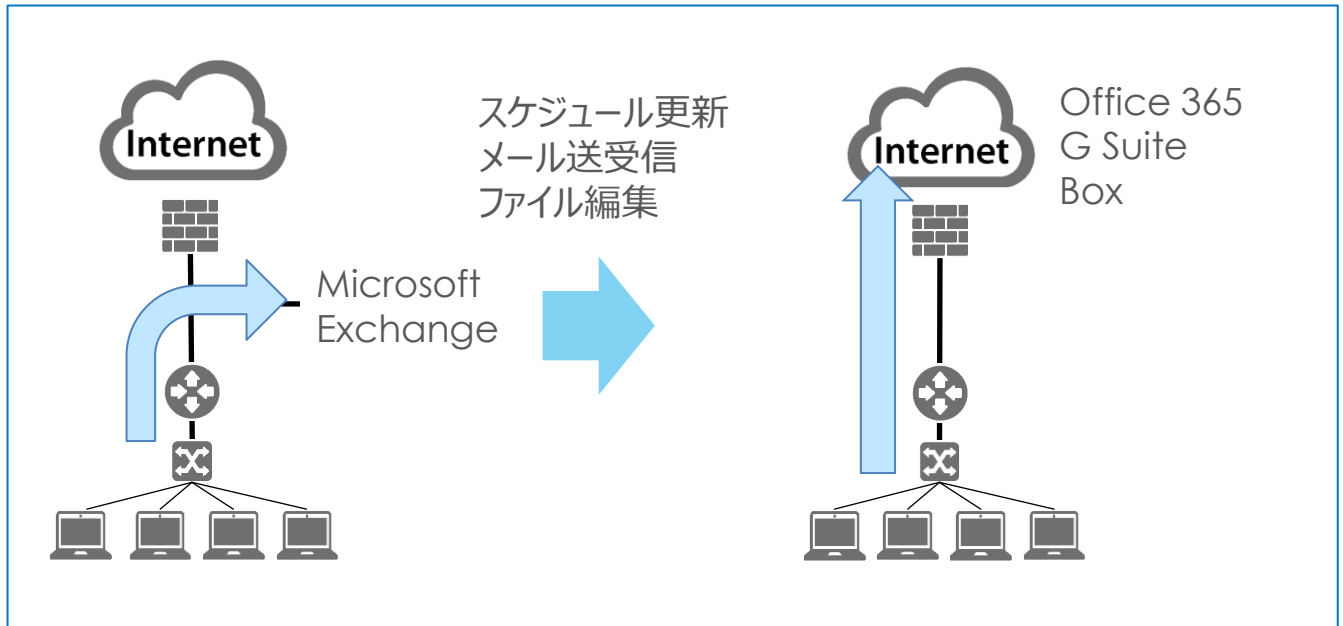 Internet
Microsoft
Exchange
スケジュール更新
メール送受信
ファイル編集
Internet
Office 365
G Suite
Box